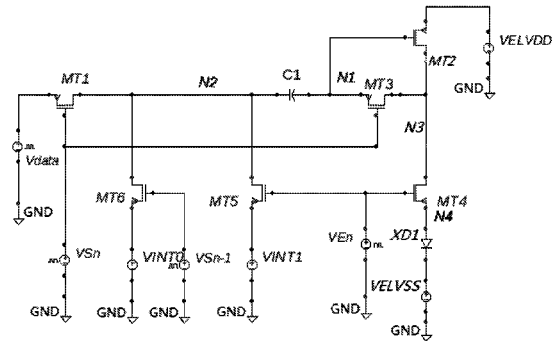 VELVDD
MT2
GND
C1
N2
N1
MT1
MT3
N3
Vdata
MT6
MT5
MT4
N4
GND
VSn
VINT0
VSn-1
VINT1
VEn
XD1
VELVSS
GND
GND
GND
GND
GND
GND